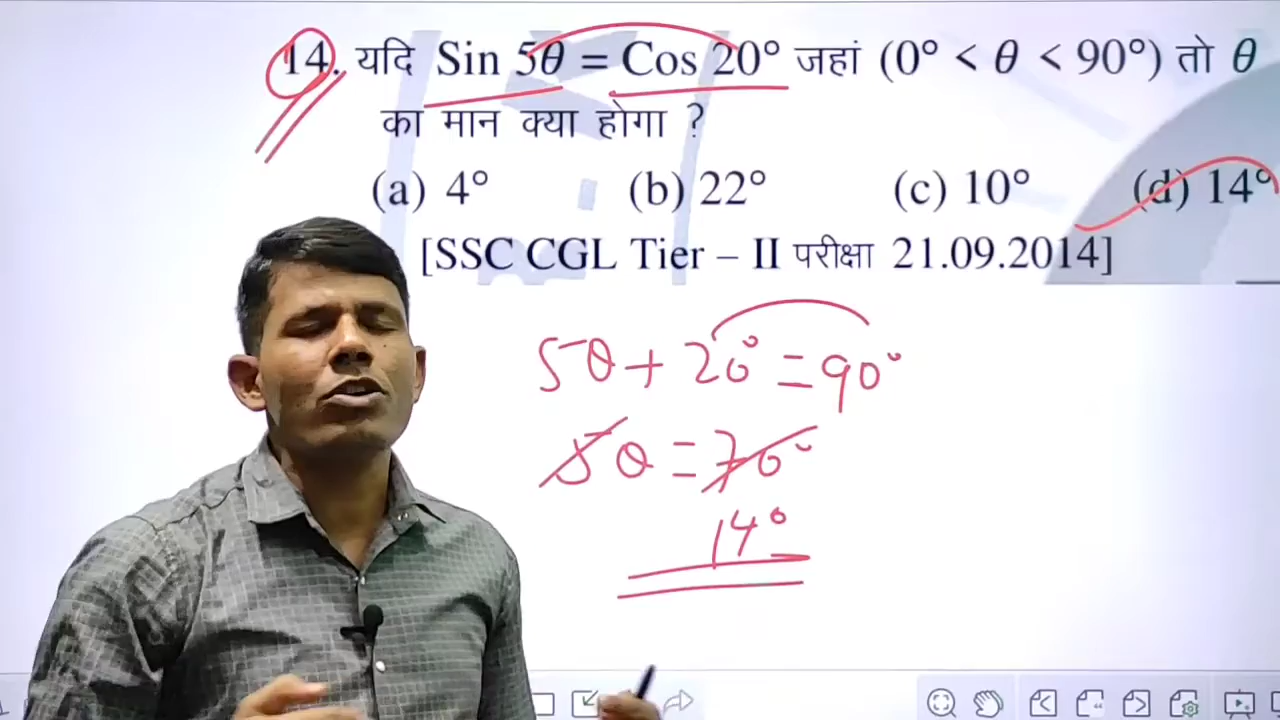 14. यदि Sin 5θ = Cos 20° जहां (0° < θ < 90°) तो θ
का मान क्या होगा ?
(a) 4° (b) 22° (c) 10° (d) 14°
[SSC CGL Tier – II परीक्षा 21.09.2014]
5θ + 20° = 90°
5θ = 70°
14°